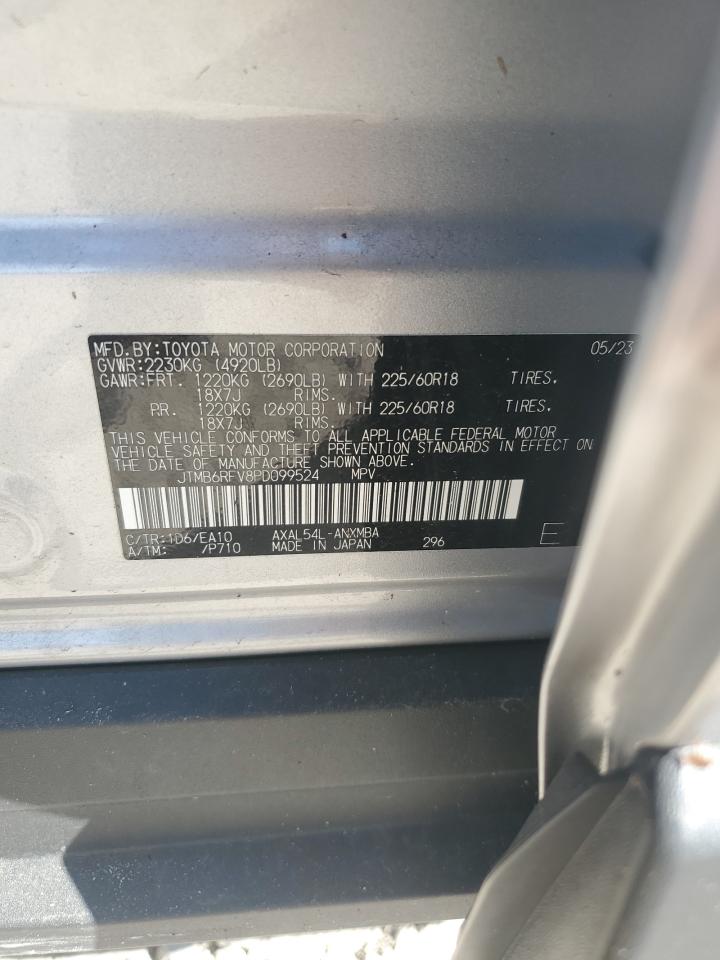 MFD.BY:TOYOTA MOTOR CORPORATION 05/23
GVWR:2230KG (4920LB)
GAWR:FRT. 1220KG (2690LB) WITH 225/60R18 TIRES,
18X7J RIMS.
RR. 1220KG (2690LB) WITH 225/60R18 TIRES,
18X7J RIMS.
THIS VEHICLE CONFORMS TO ALL APPLICABLE FEDERAL MOTOR
VEHICLE SAFETY AND THEFT PREVENTION STANDARDS IN EFFECT ON
THE DATE OF MANUFACTURE SHOWN ABOVE.
JTMB6RFV8PD099524 MPV
C/TR:1D6/EA10 AXAL54L-ANXMBA
A/TM: /P710 MADE IN JAPAN 296 E